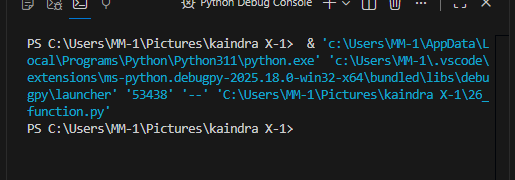 Python Debug Console
PS C:\Users\MM-1\Pictures\kaindra X-1>  & 'c:\Users\MM-1\AppData\L
ocal\Programs\Python\Python311\python.exe' 'c:\Users\MM-1\.vscode\
extensions\ms-python.debugpy-2025.18.0-win32-x64\bundled\libs\debu
gpy\launcher' '53438' '--' 'C:\Users\MM-1\Pictures\kaindra X-1\26_
function.py'
PS C:\Users\MM-1\Pictures\kaindra X-1>